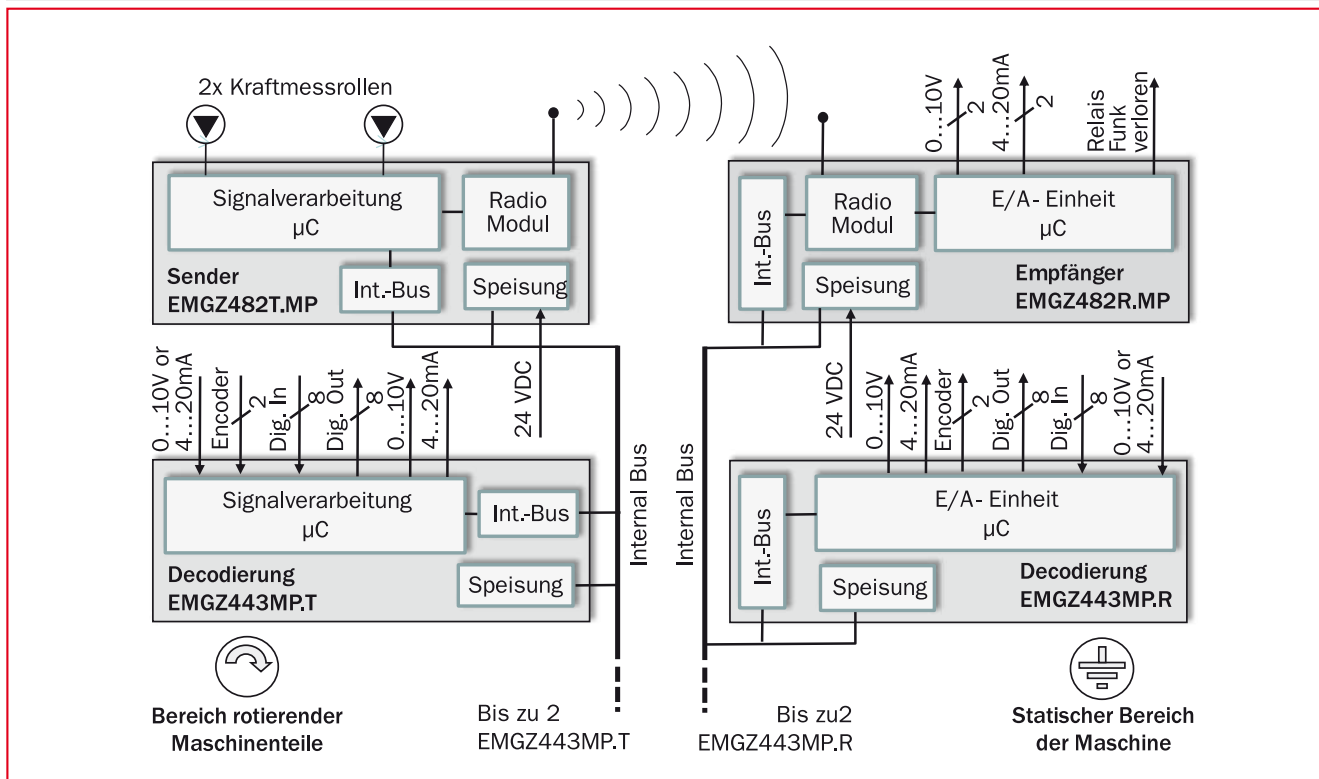 2x Kraftmessrollen
0...10V
2
4...20mA
2
Relais
Funk
verloren
Signalverarbeitung
µC
Radio
Modul
Sender
EMGZ482T.MP
Int.-Bus
Speisung
Int.-Bus
Radio
Modul
E/A- Einheit
µC
Speisung
Empfänger
EMGZ482R.MP
0...10V or
4...20mA
Encoder
2
Dig. In
8
Dig. Out
8
0...10V
4...20mA
24 VDC
24 VDC
0...10V
4...20mA
Encoder
2
Dig. Out
8
Dig. In
8
0...10V or
4...20mA
Signalverarbeitung
µC
Int.-Bus
Speisung
Decodierung
EMGZ443MP.T
Internal Bus
Internal Bus
Int.-Bus
E/A- Einheit
µC
Speisung
Decodierung
EMGZ443MP.R
Bereich rotierender
Maschinenteile
Bis zu 2
EMGZ443MP.T
Bis zu2
EMGZ443MP.R
Statischer Bereich
der Maschine